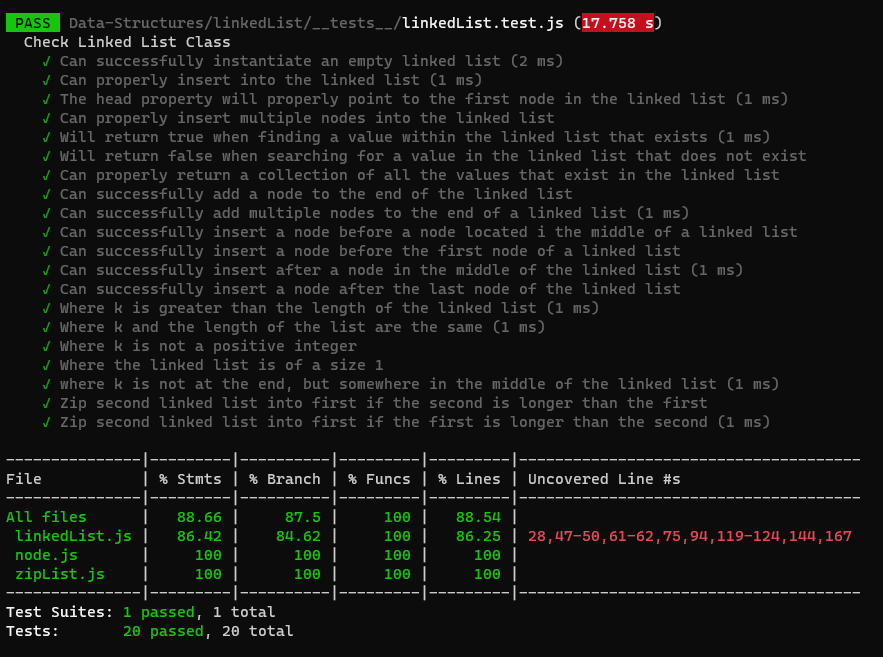 PASS Data-Structures/linkedList/__tests__/linkedList.test.js (17.758 s)
Check Linked List Class
√ Can successfully instantiate an empty linked list (2 ms)
√ Can properly insert into the linked list (1 ms)
√ The head property will properly point to the first node in the linked list (1 ms)
√ Can properly insert multiple nodes into the linked list
√ Will return true when finding a value within the linked list that exists (1 ms)
√ Will return false when searching for a value in the linked list that does not exist
√ Can properly return a collection of all the values that exist in the linked list
√ Can successfully add a node to the end of the linked list
√ Can successfully add multiple nodes to the end of a linked list (1 ms)
√ Can successfully insert a node before a node located i the middle of a linked list
√ Can successfully insert a node before the first node of a linked list
√ Can successfully insert after a node in the middle of the linked list (1 ms)
√ Can successfully insert a node after the last node of the linked list
√ Where k is greater than the length of the linked list (1 ms)
√ Where k and the length of the list are the same (1 ms)
√ Where k is not a positive integer
√ Where the linked list is of a size 1
√ where k is not at the end, but somewhere in the middle of the linked list (1 ms)
√ Zip second linked list into first if the second is longer than the first
√ Zip second linked list into first if the first is longer than the second (1 ms)
---------------|---------|----------|---------|---------|--------------------------------------
File | % Stmts | % Branch | % Funcs | % Lines | Uncovered Line #s
---------------|---------|----------|---------|---------|--------------------------------------
All files | 88.66 | 87.5 | 100 | 88.54 |
linkedList.js | 86.42 | 84.62 | 100 | 86.25 | 28,47-50,61-62,75,94,119-124,144,167
node.js | 100 | 100 | 100 | 100 |
zipList.js | 100 | 100 | 100 | 100 |
---------------|---------|----------|---------|---------|--------------------------------------
Test Suites: 1 passed, 1 total
Tests: 20 passed, 20 total